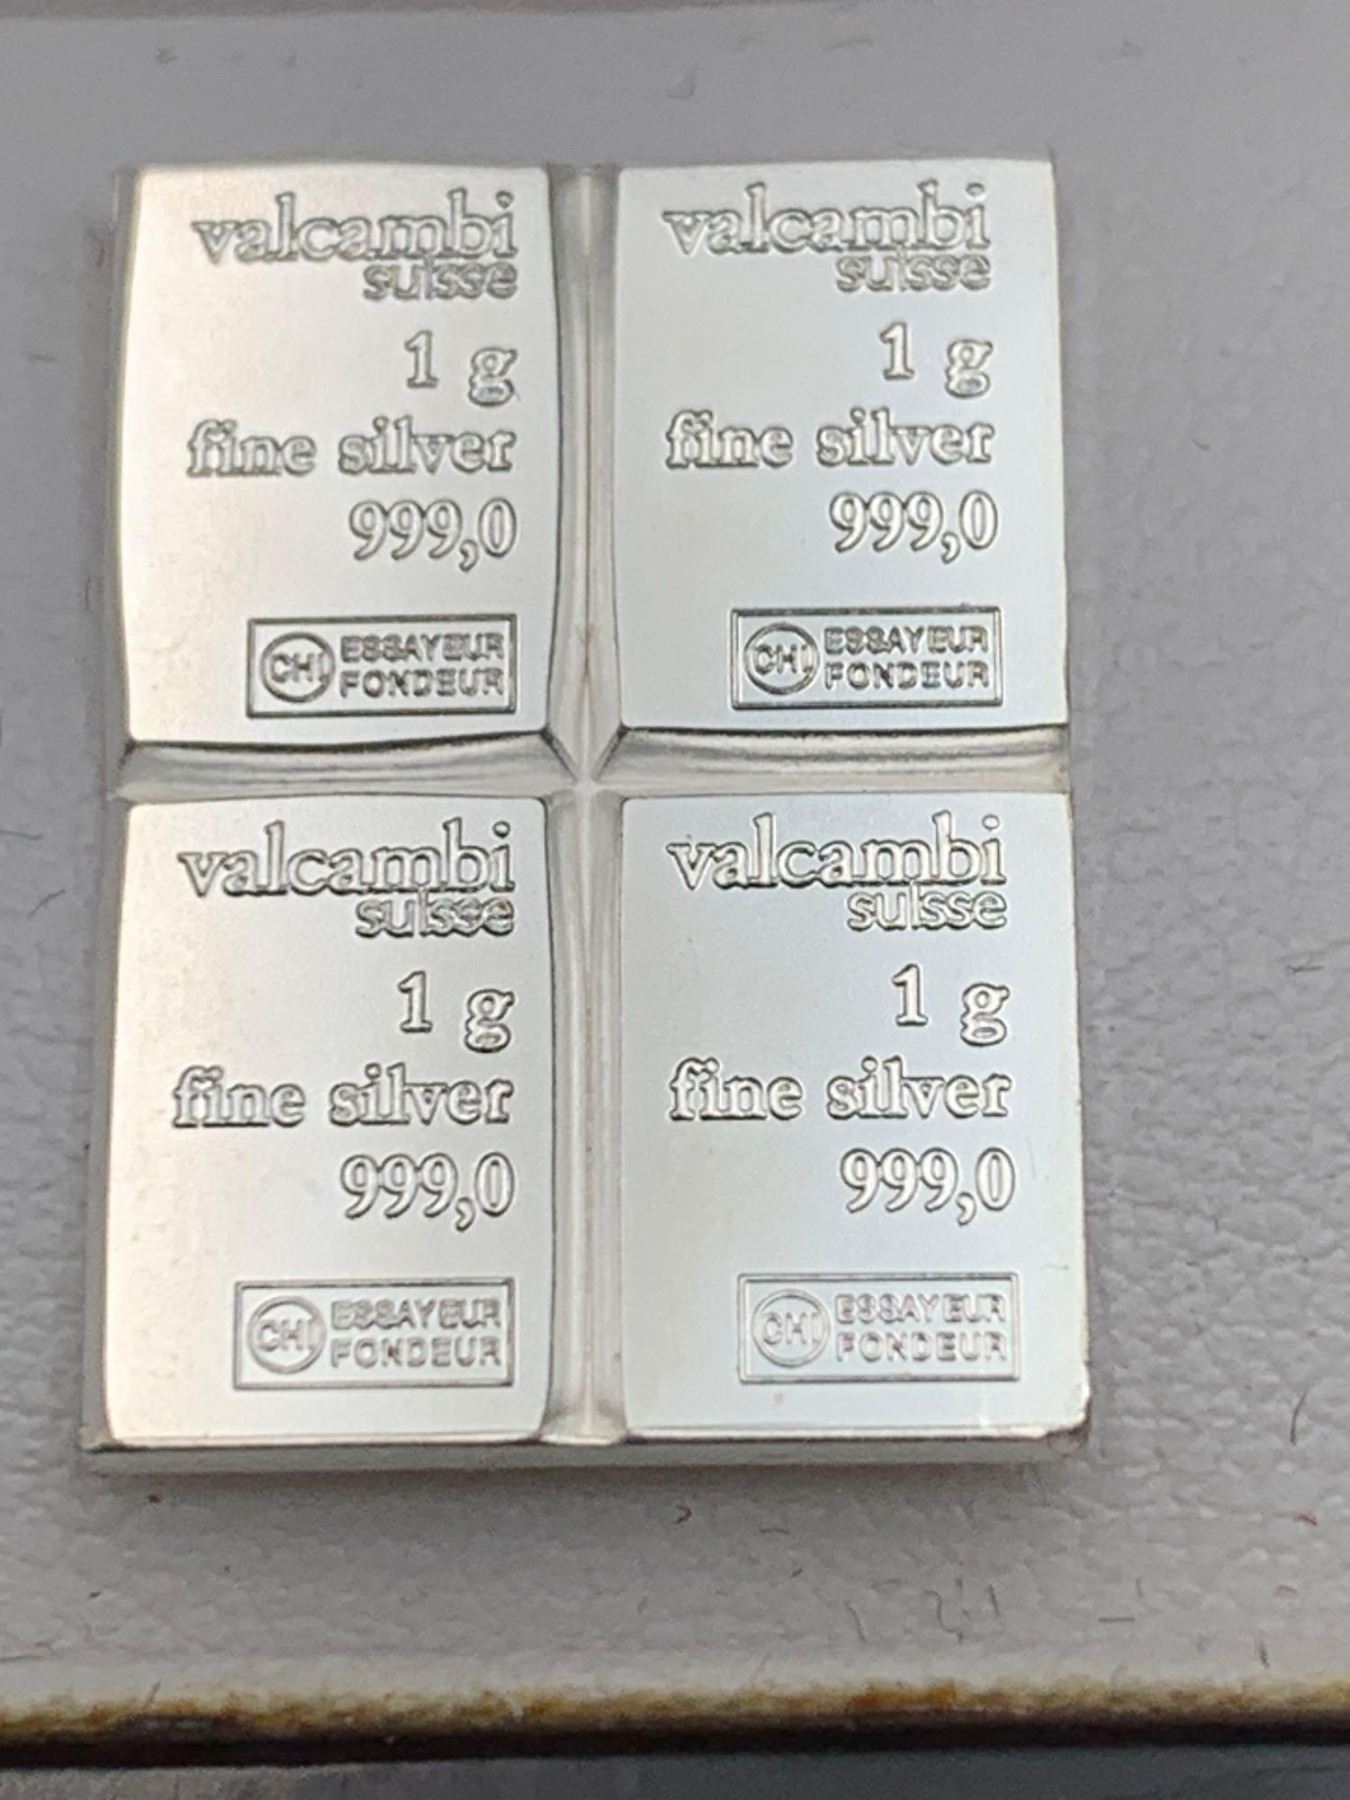 valcambi
suisse
1 g
fine silver
999,0
CHI ESSAYEUR
FONDEUR
valcambi
suisse
1 g
fine silver
999,0
CHI ESSAYEUR
FONDEUR
valcambi
suisse
1 g
fine silver
999,0
CHI ESSAYEUR
FONDEUR
valcambi
suisse
1 g
fine silver
999,0
CHI ESSAYEUR
FONDEUR